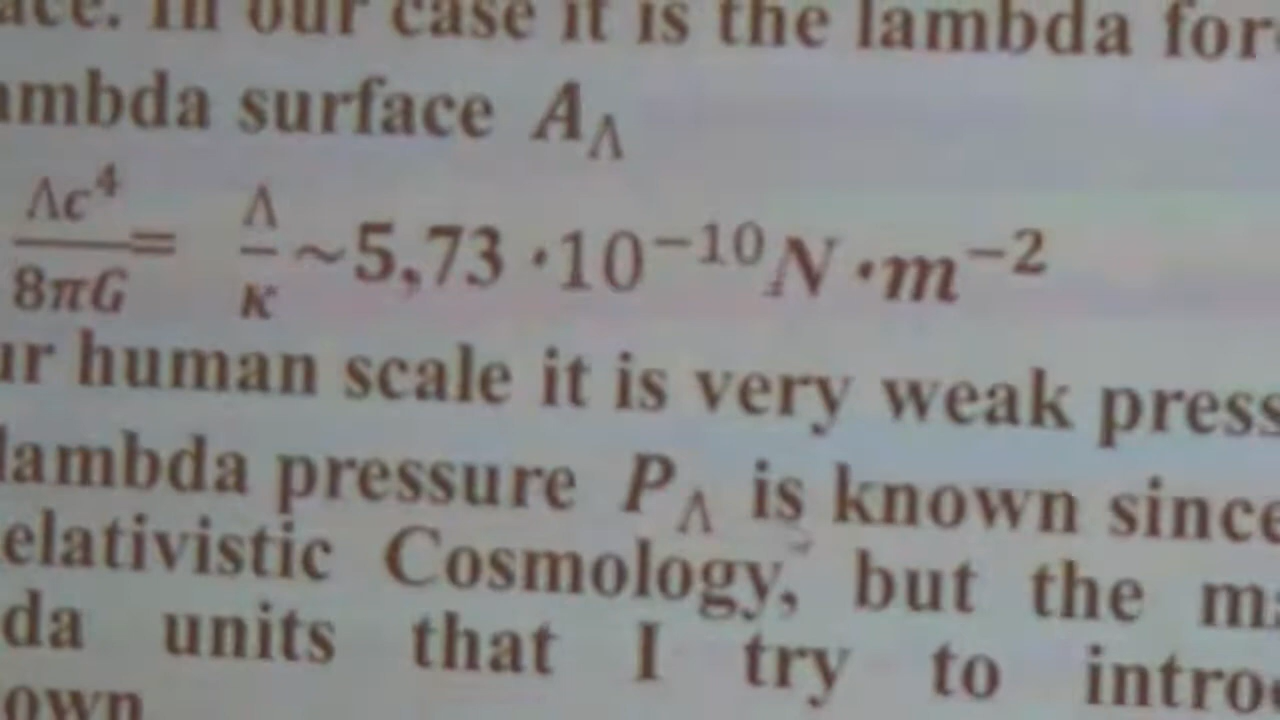 ace. In our case it is the lambda for
ambda surface A_Λ
Λc⁴/8πG = Λ/κ ~5,73 ·10⁻¹⁰ N ·m⁻²
ur human scale it is very weak press
lambda pressure P_Λ is known since
elativistic Cosmology, but the m
da units that I try to intro
own